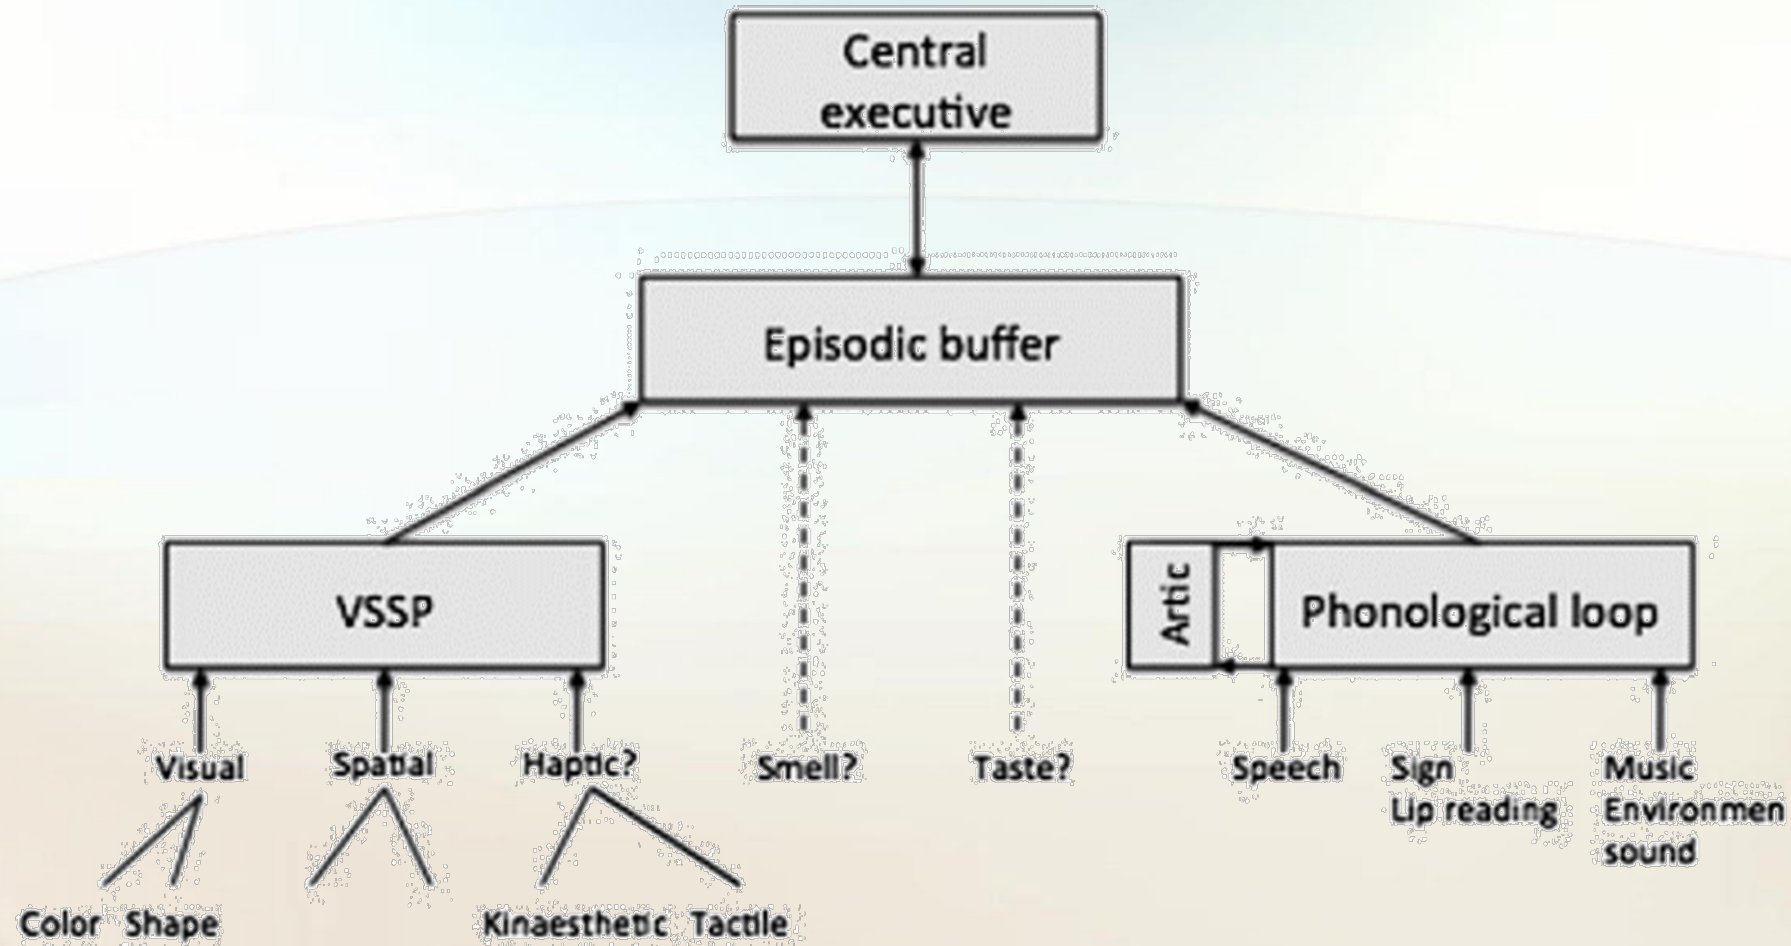 Central
executive
Episodic buffer
VSSP
Artic
Phonological loop
Visual
Spatial
Haptic?
Smell?
Taste?
Speech
Sign
Lip reading
Music
Environmen
sound
Color
Shape
Kinaesthetic
Tactile